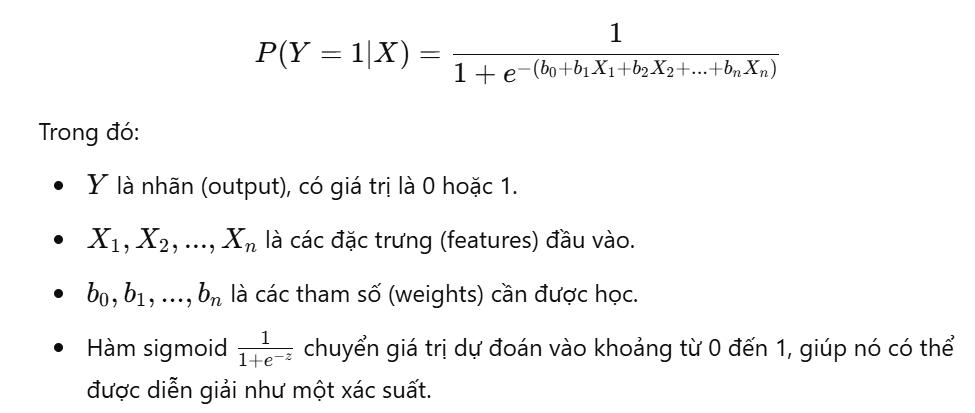 P(Y = 1|X) = \frac{1}{1 + e^{-(b_0+b_1X_1+b_2X_2+...+b_nX_n)}}
Trong đó:
• Y là nhãn (output), có giá trị là 0 hoặc 1.
• X_1, X_2, ..., X_n là các đặc trưng (features) đầu vào.
• b_0, b_1, ..., b_n là các tham số (weights) cần được học.
• Hàm sigmoid \frac{1}{1+e^{-z}} chuyển giá trị dự đoán vào khoảng từ 0 đến 1, giúp nó có thể
được diễn giải như một xác suất.